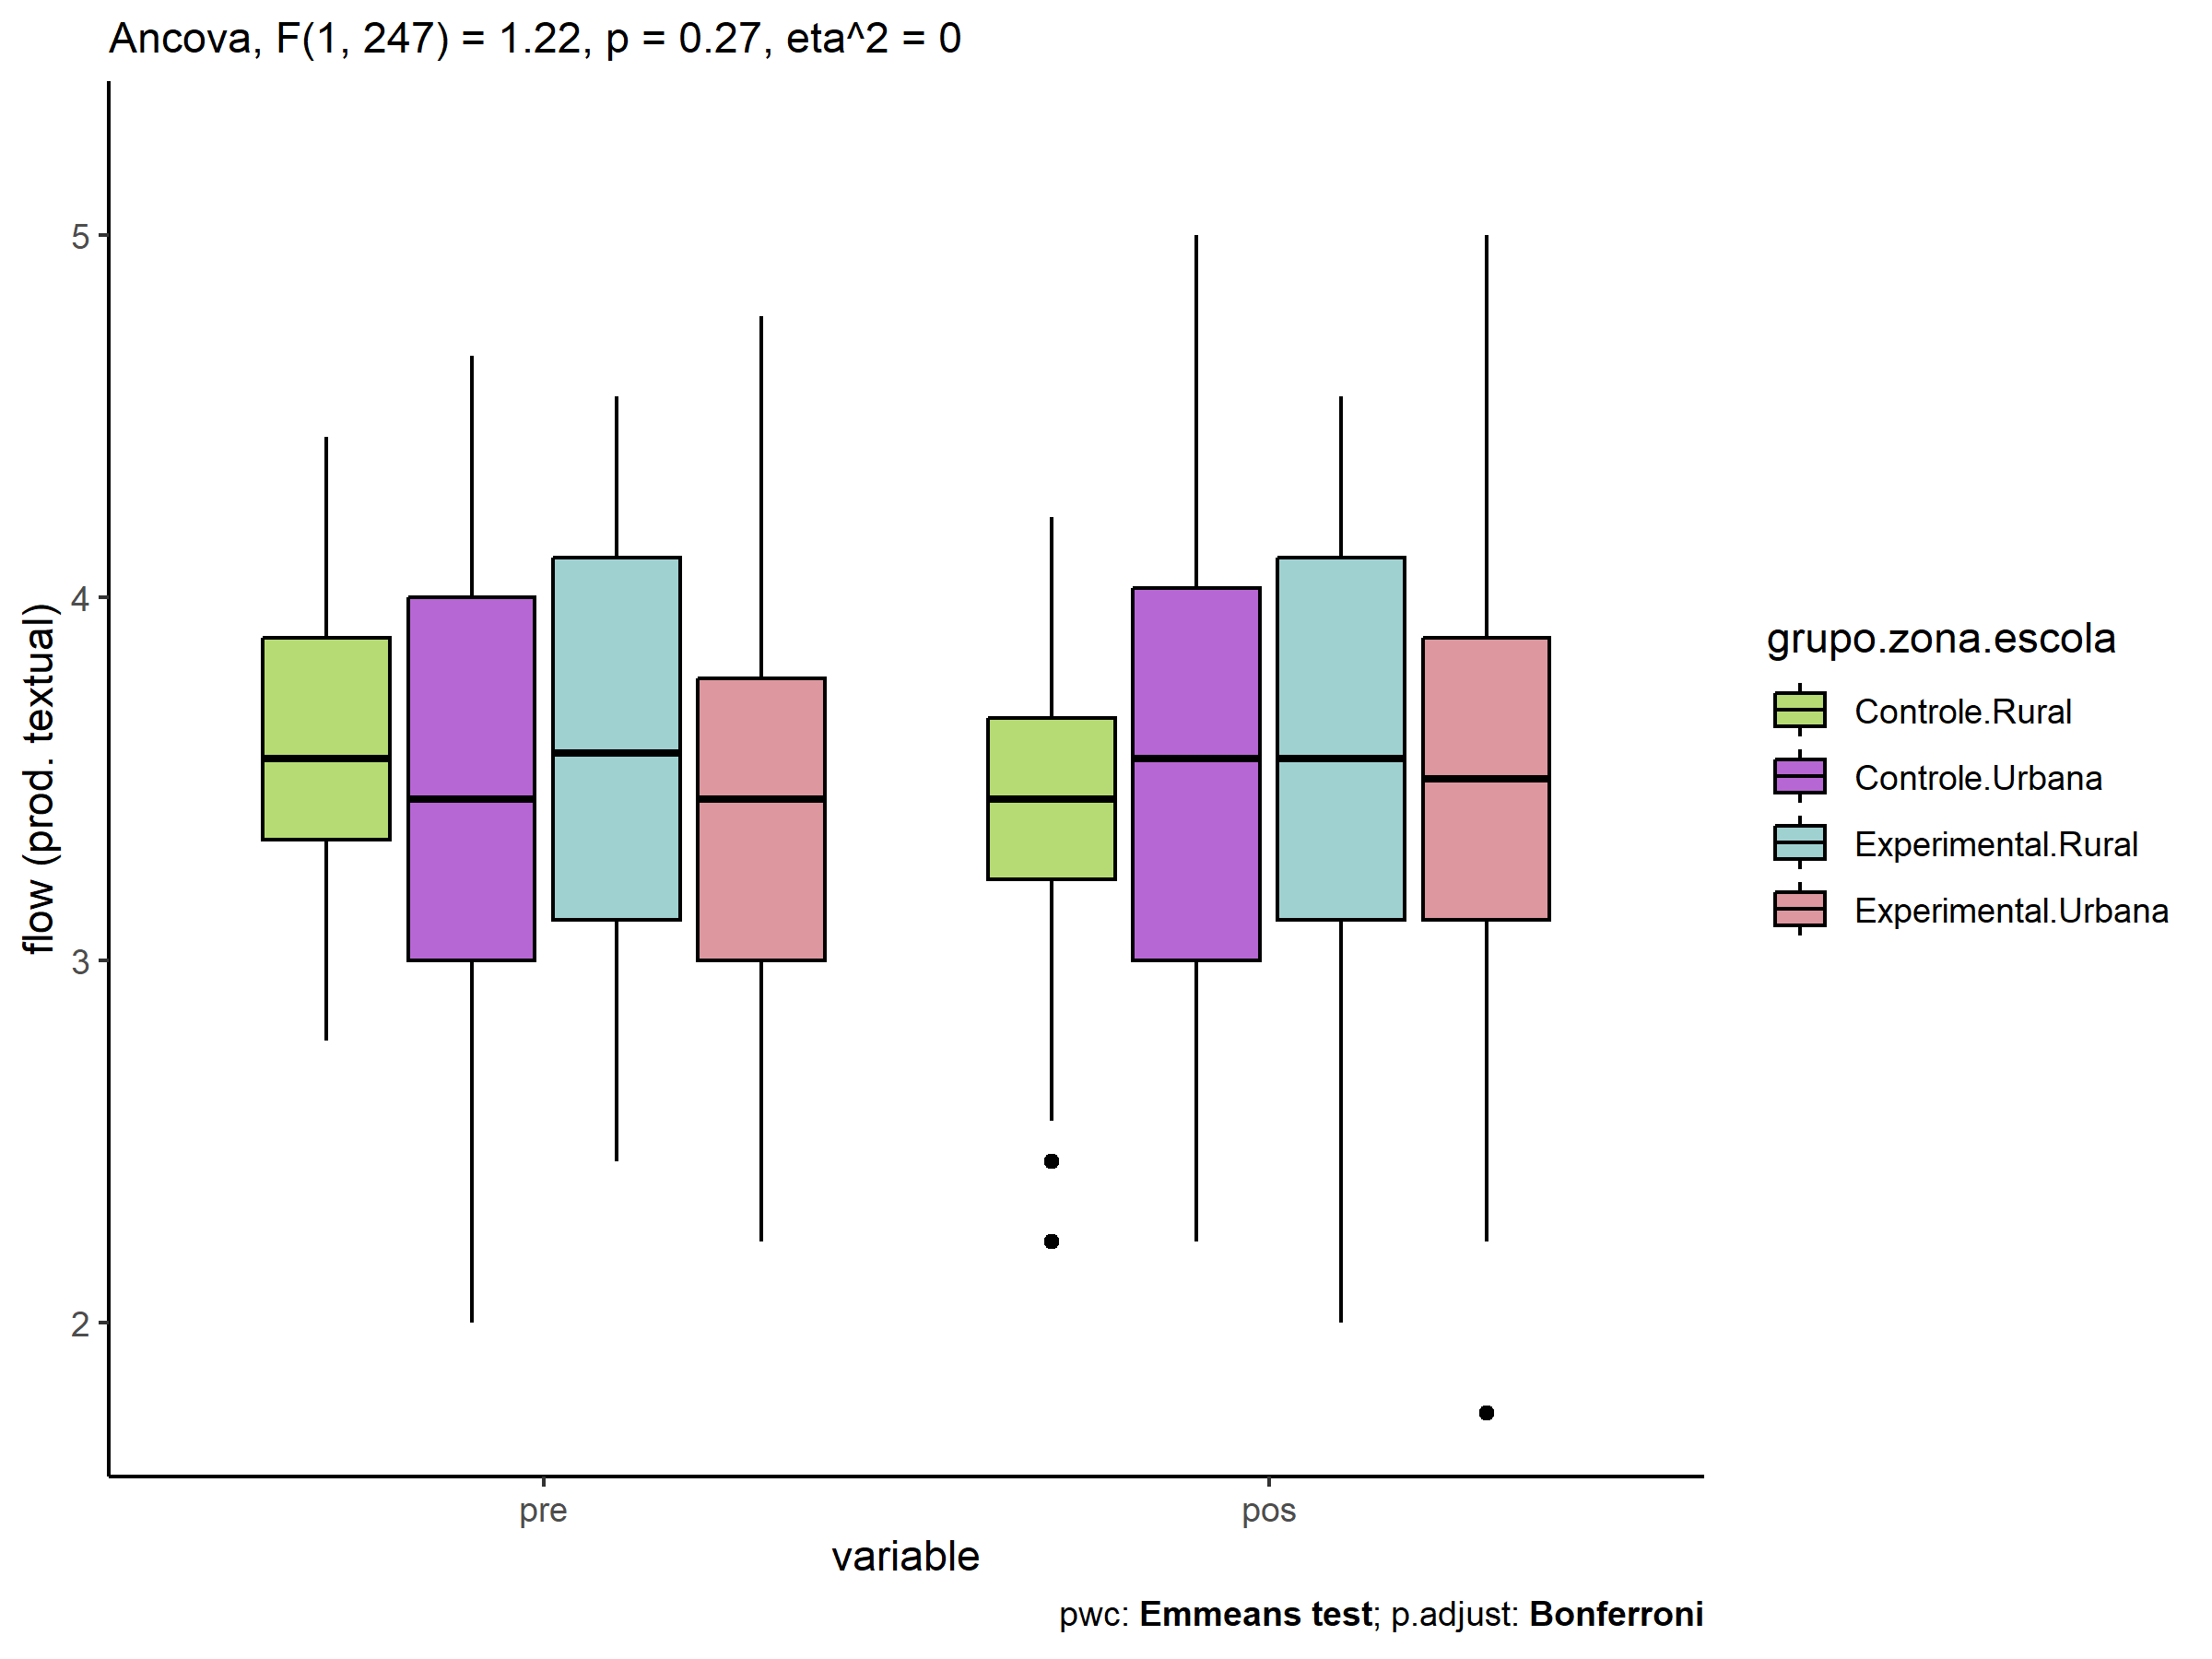 Ancova, F(1, 247) = 1.22, p = 0.27, eta^2 = 0
flow (prod. textual)
5
4
3
2
pre
pos
variable
grupo.zona.escola
Controle.Rural
Controle.Urbana
Experimental.Rural
Experimental.Urbana
pwc: Emmeans test; p.adjust: Bonferroni